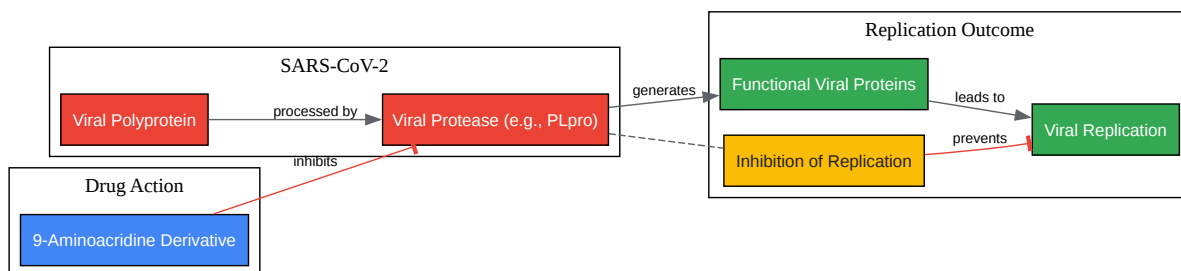 Replication Outcome
SARS-CoV-2
Functional Viral Proteins
generates
leads to
Viral Polyprotein
processed by
Viral Protease (e.g., PLpro)
Viral Replication
prevents
Inhibition of Replication
inhibits
Drug Action
9-Aminoacridine Derivative